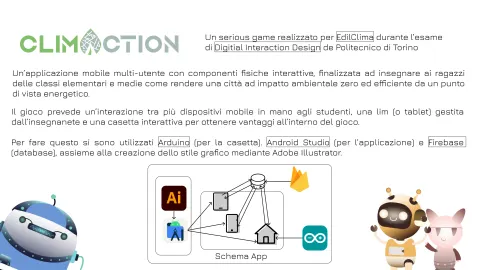 CLIMACTION
Un serious game realizzato per EdilClima durante l'esame
di Digitial Interaction Design de Politecnico di Torino
Un'applicazione mobile multi-utente con componenti fisiche interattive, finalizzata ad insegnare ai ragazzi
delle classi elementari e medie come rendere una città ad impatto ambientale zero ed efficiente da un punto
di vista energetico.
Il gioco prevede un'interazione tra più dispositivi mobile in mano agli studenti, una lim (o tablet) gestita
dall'insegnanete e una casetta interattiva per ottenere vantaggi all'interno del gioco.
Per fare questo si sono utilizzati Arduino (per la casetta), Android Studio (per l'applicazione) e Firebase
(database), assieme alla creazione dello stile grafico mediante Adobe Illustrator.
Ai
Schema App